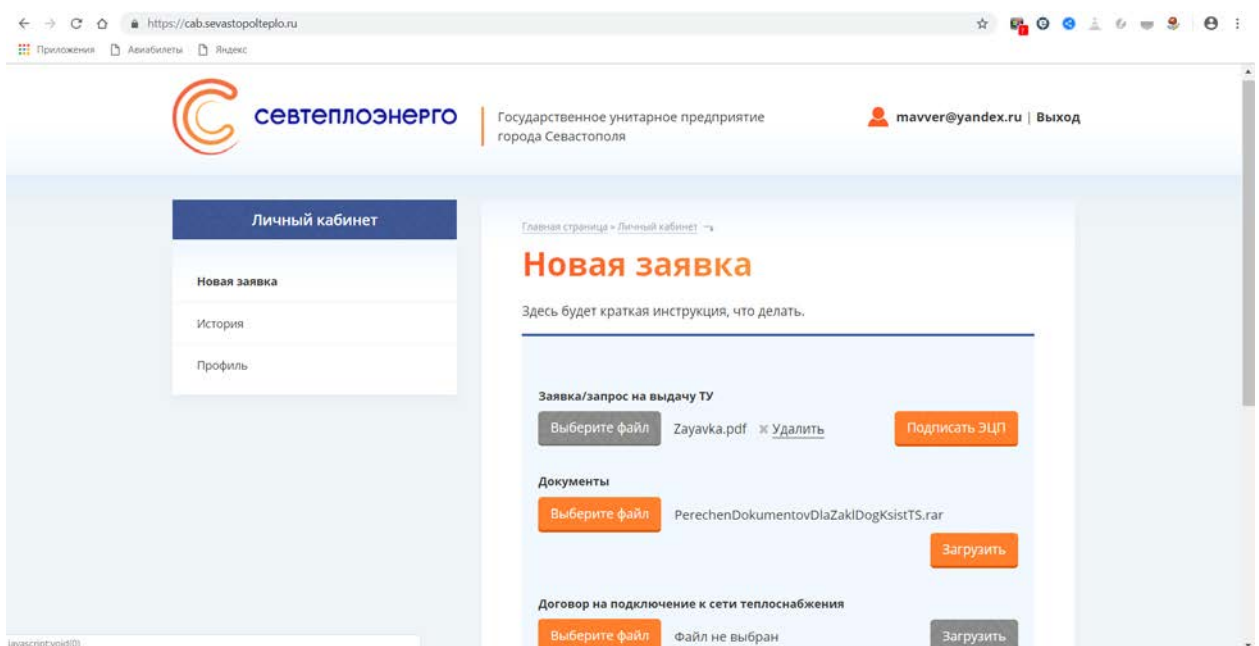 https://cab.sevastopolteplo.ru
Приложения Авиабилеты Яндекс
севтеплоэнерго
Государственное унитарное предприятие
города Севастополя
mavver@yandex.ru | Выход
Личный кабинет
Новая заявка
История
Профиль
Главная страница » Личный кабинет
Новая заявка
Здесь будет краткая инструкция, что делать.
Заявка/запрос на выдачу ТУ
Выберите файл Zayavka.pdf × Удалить Подписать ЭЦП
Документы
Выберите файл PerechenDokumentovDlaZaklDogKsistTS.rar
Загрузить
Договор на подключение к сети теплоснабжения
Выберите файл Файл не выбран Загрузить
javascript:void(0)